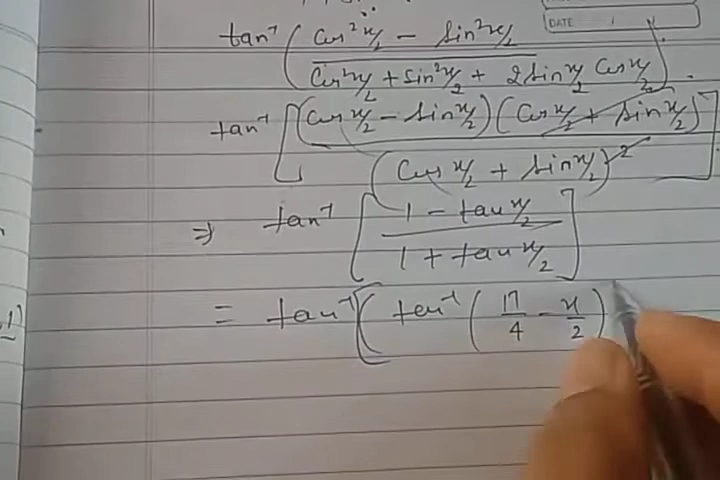 DATE
tan⁻¹ ( cos²x/2 - sin²x/2 / cos²x/2 + sin²x/2 + 2sin x/2 cos x/2 )
tan⁻¹ [ (cos x/2 - sin x/2) (cos x/2 + sin x/2) / (cos x/2 + sin x/2)² ]
⇒ tan⁻¹ [ 1 - tan x/2 / 1 + tan x/2 ]
= tan⁻¹ [ ( tan⁻¹ ( π/4 - x/2 )